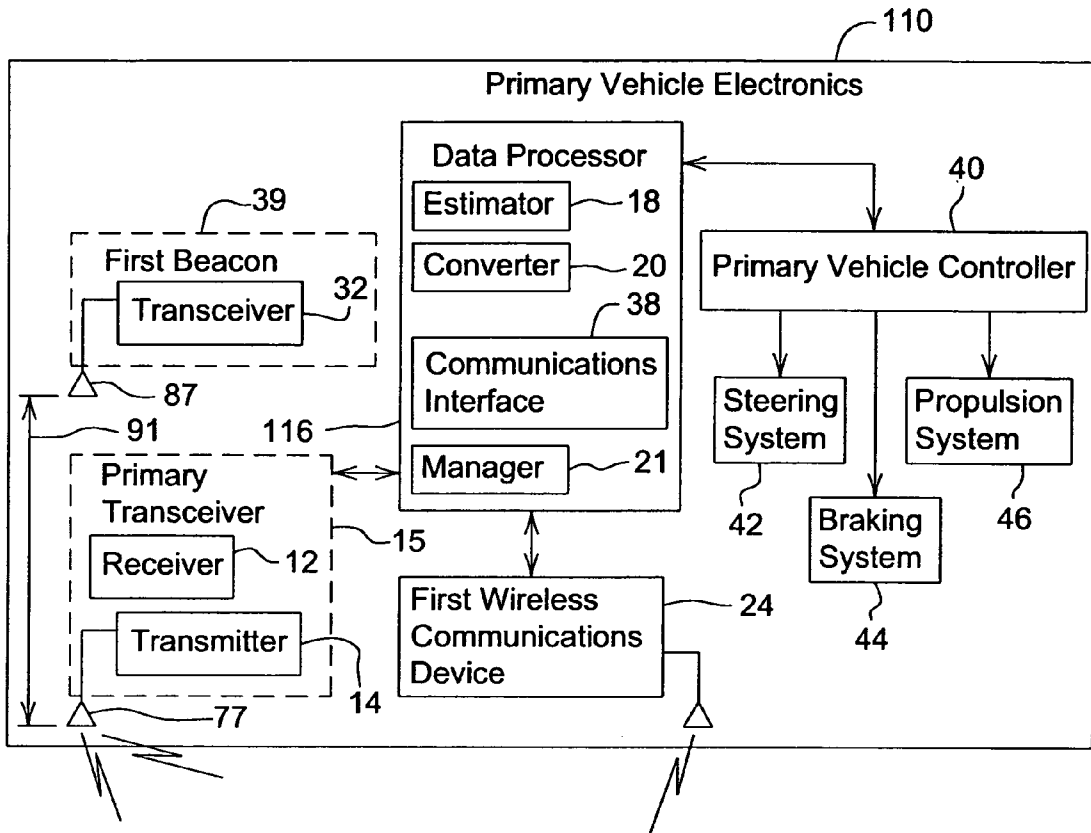 110
Primary Vehicle Electronics
Data Processor
Estimator
18
Converter
20
38
Communications
Interface
116
Manager
21
39
First Beacon
Transceiver
32
87
91
Primary
Transceiver
15
Receiver
12
Transmitter
14
77
First Wireless
Communications
Device
24
40
Primary Vehicle Controller
Steering
System
42
Braking
System
44
Propulsion
System
46